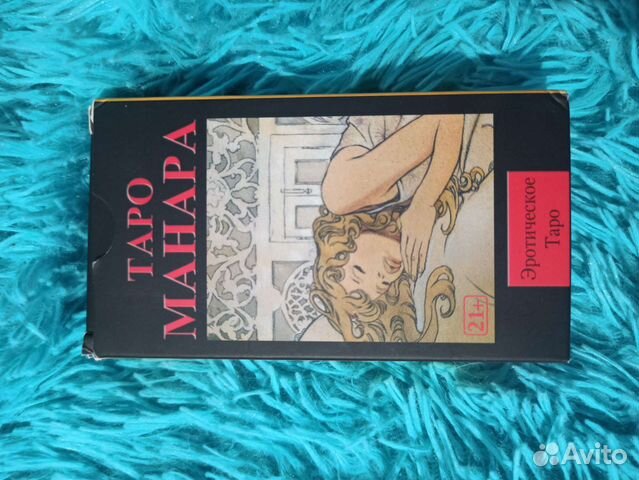 ТАРО
МАНАРА
21+
Эротическое
Таро
Avito